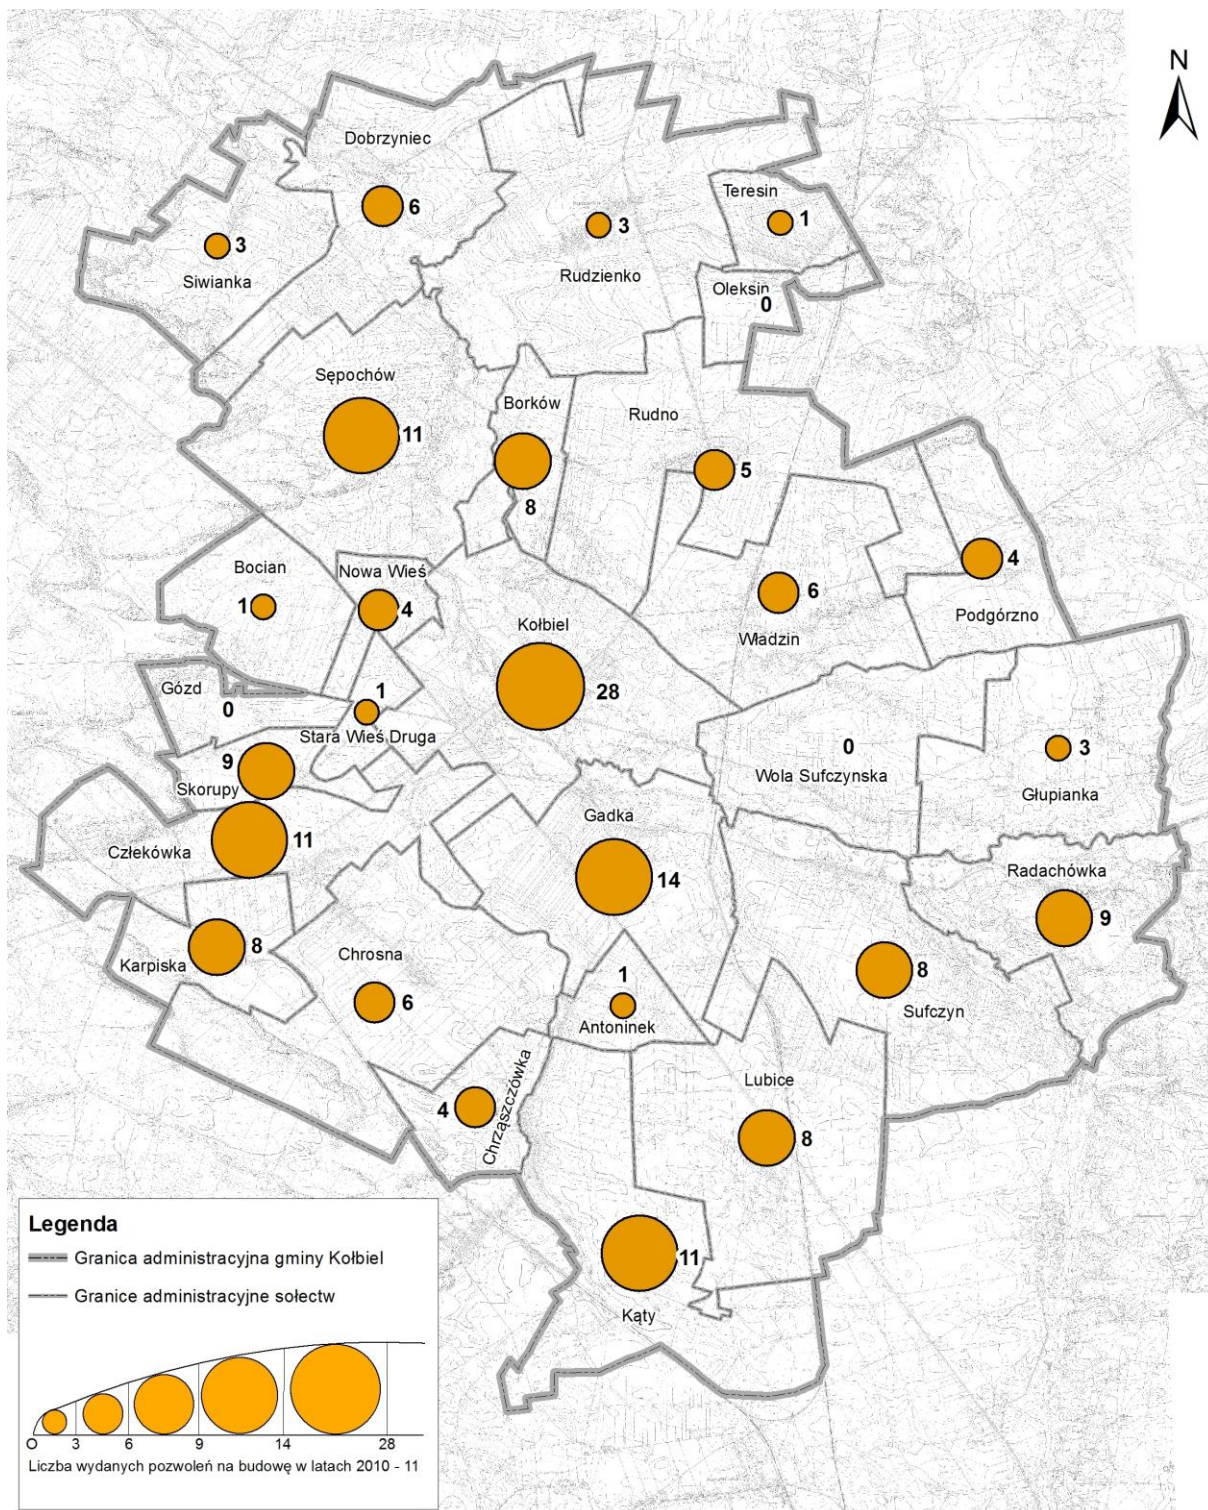 N
Dobrzyniec
6
Teresin
1
3
Siwianka
3
Rudzienko
Oleksin
0
Sępochów
11
Borków
8
Rudno
5
Bocian
1
Nowa Wieś
4
4
Podgórzno
6
Władzin
Kołbiel
28
Gózd
0
1
Stara Wieś Druga
0
Wola Sufczynska
3
Głupianka
9
Skorupy
Człekówka
11
Gadka
14
Radachówka
9
8
Karpiska
Chrosna
6
1
Antoninek
8
Sufczyn
4
Chrząszczówka
Lubice
8
11
Kąty
Legenda
Granica administracyjna gminy Kołbiel
Granice administracyjne sołectw
O 3 6 9 14 28
Liczba wydanych pozwoleń na budowę w latach 2010 - 11